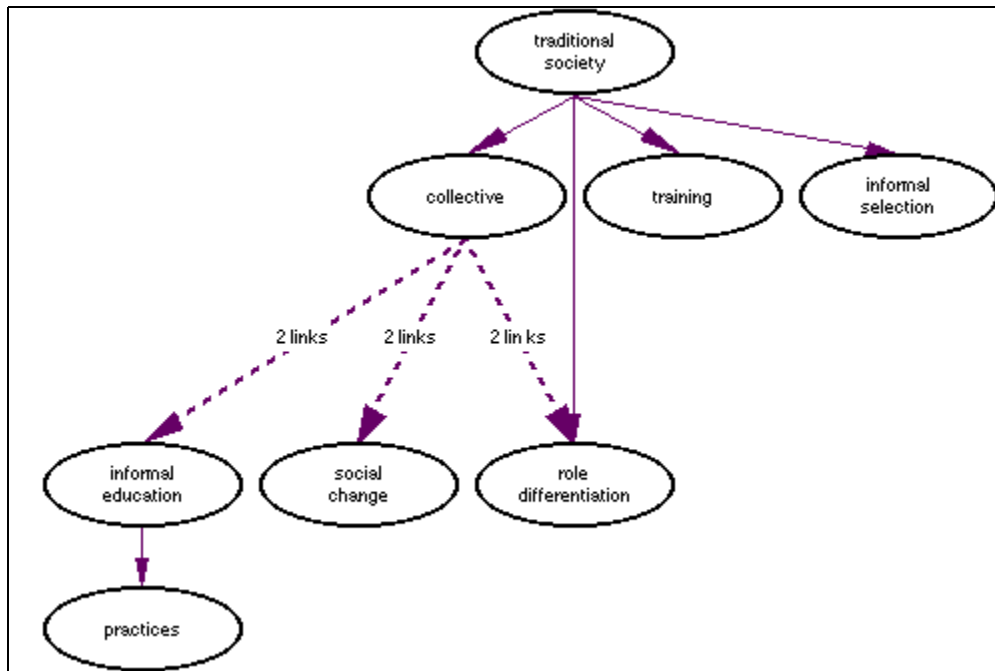 traditional
society
collective
training
informal
selection
2 links
2 links
2 lin ks
informal
education
social
change
role
differentiation
practices